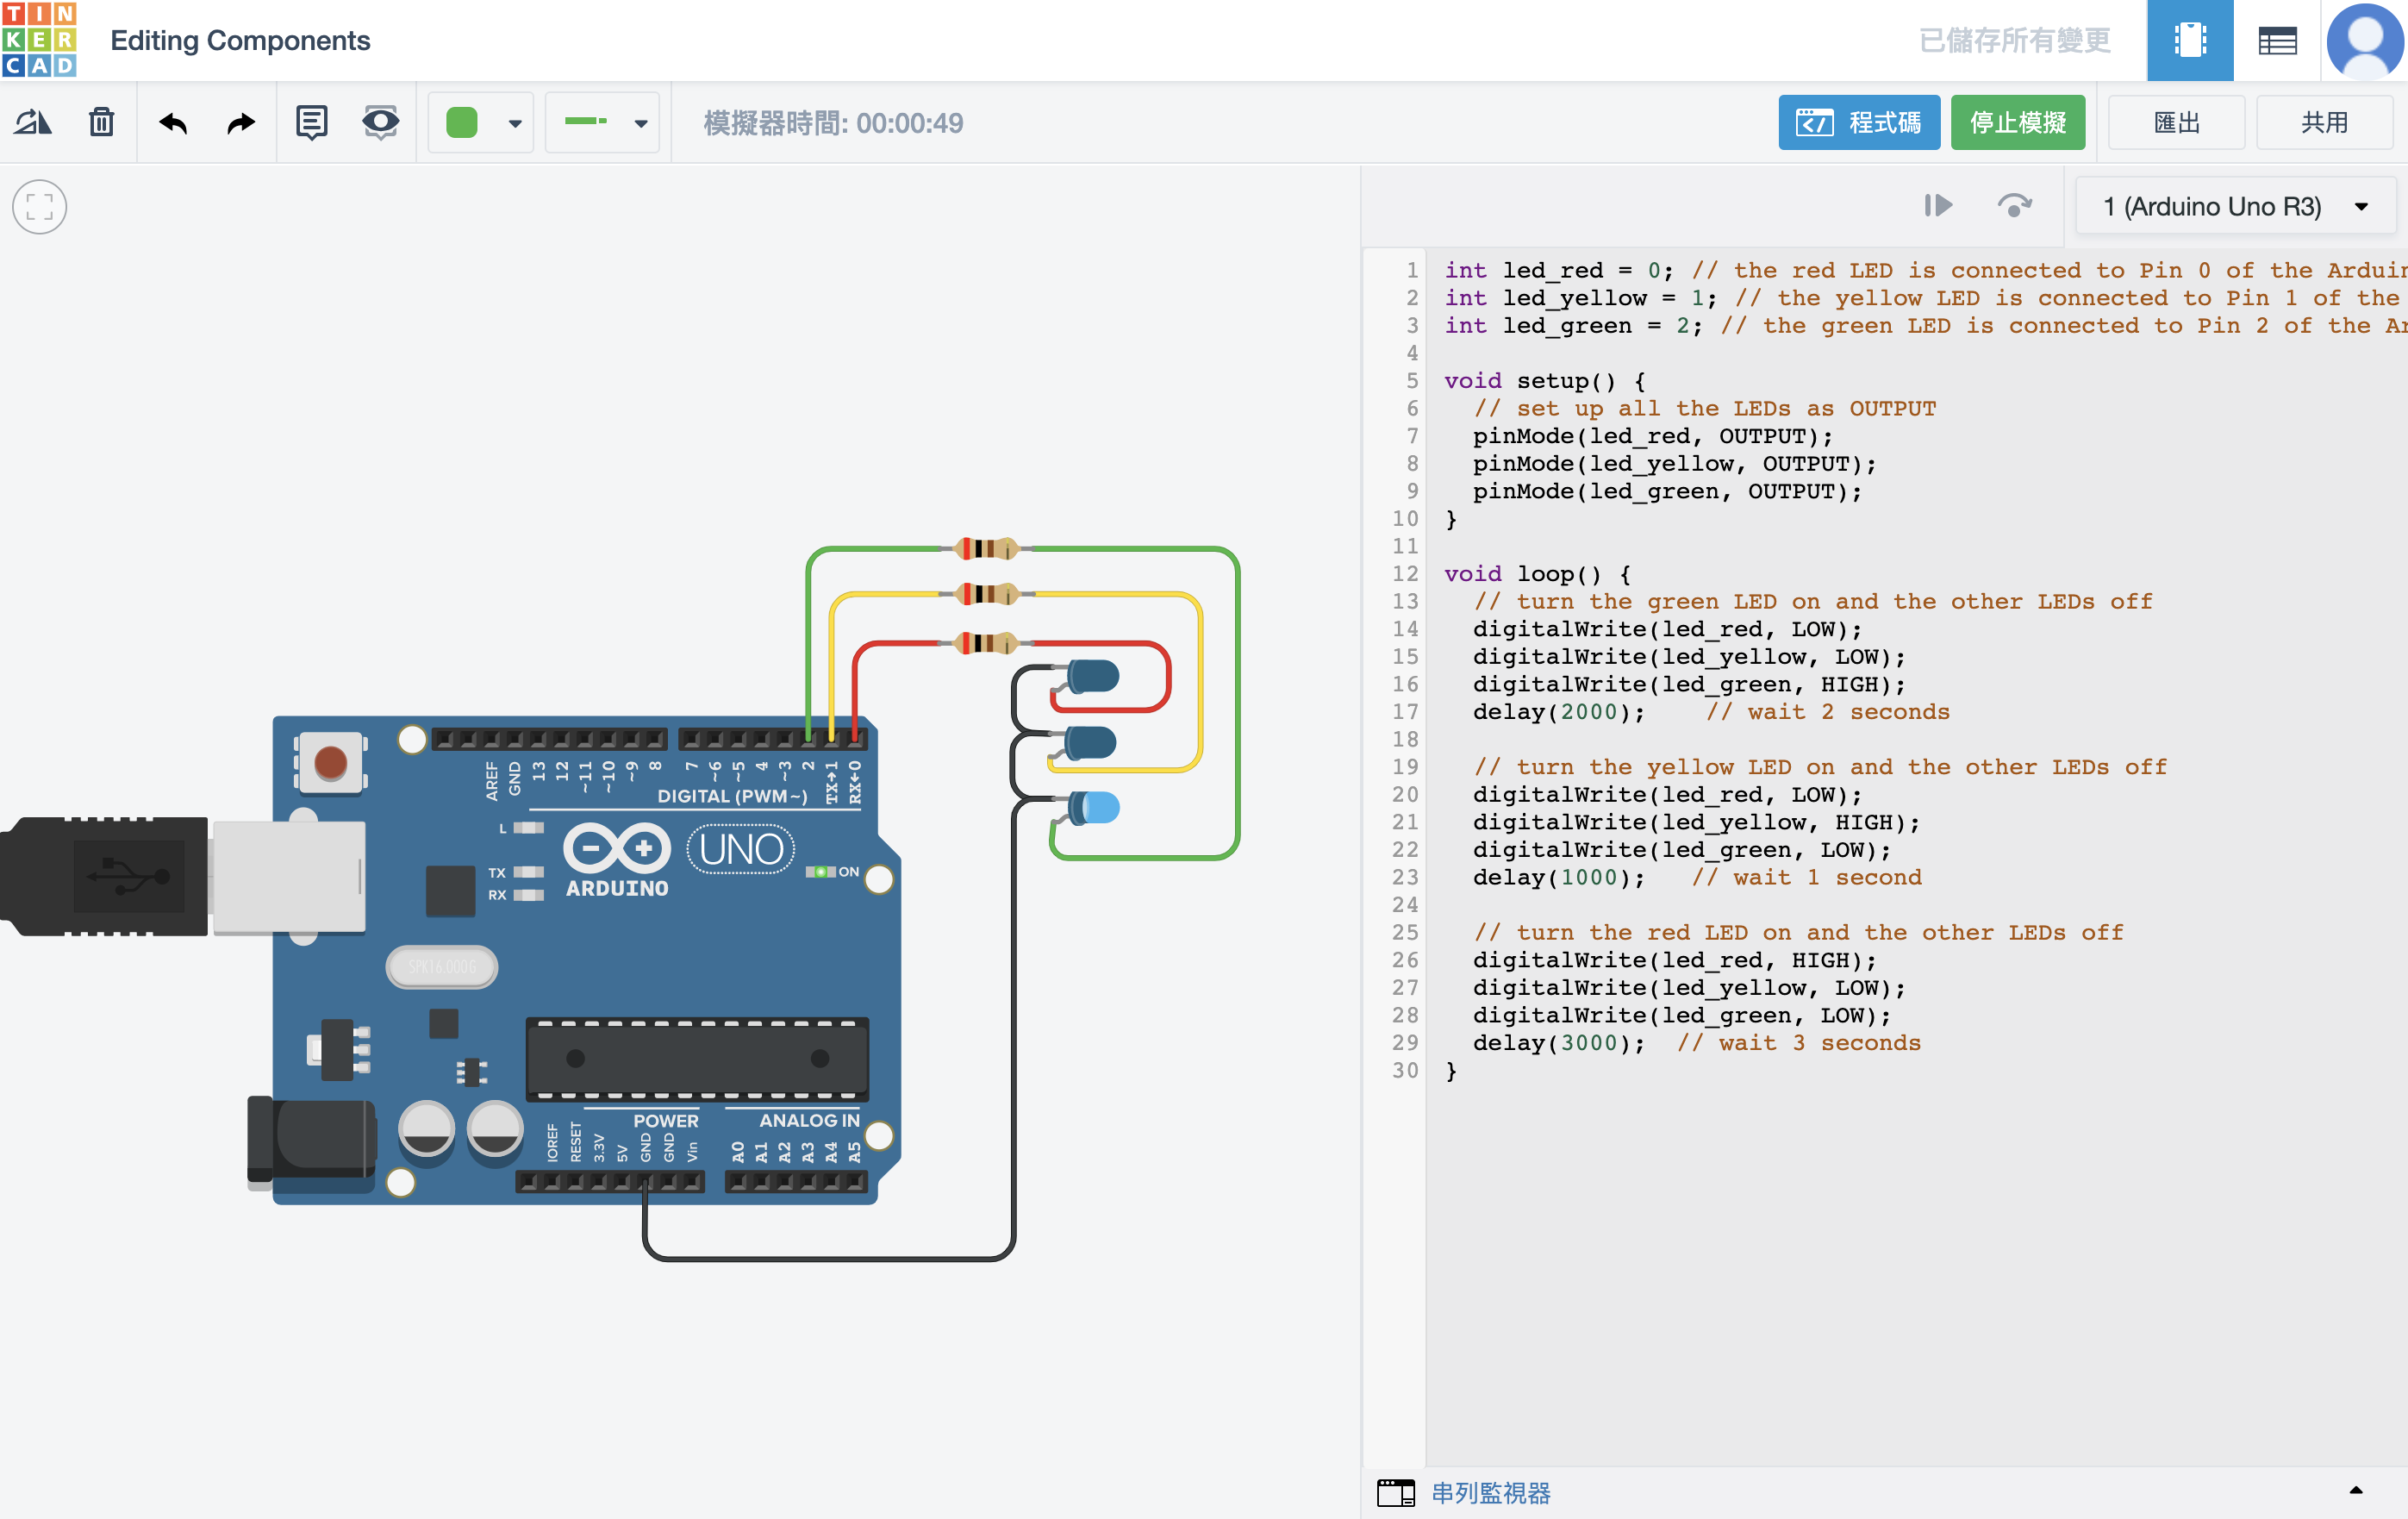 TINKERCAD
Editing Components
已儲存所有變更
模擬器時間: 00:00:49
程式碼
停止模擬
匯出
共用
1 (Arduino Uno R3)
1 int led_red = 0; // the red LED is connected to Pin 0 of the Arduin
2 int led_yellow = 1; // the yellow LED is connected to Pin 1 of the
3 int led_green = 2; // the green LED is connected to Pin 2 of the Ar
4
5 void setup() {
6 // set up all the LEDs as OUTPUT
7 pinMode(led_red, OUTPUT);
8 pinMode(led_yellow, OUTPUT);
9 pinMode(led_green, OUTPUT);
10 }
11
12 void loop() {
13 // turn the green LED on and the other LEDs off
14 digitalWrite(led_red, LOW);
15 digitalWrite(led_yellow, LOW);
16 digitalWrite(led_green, HIGH);
17 delay(2000); // wait 2 seconds
18
19 // turn the yellow LED on and the other LEDs off
20 digitalWrite(led_red, LOW);
21 digitalWrite(led_yellow, HIGH);
22 digitalWrite(led_green, LOW);
23 delay(1000); // wait 1 second
24
25 // turn the red LED on and the other LEDs off
26 digitalWrite(led_red, HIGH);
27 digitalWrite(led_yellow, LOW);
28 digitalWrite(led_green, LOW);
29 delay(3000); // wait 3 seconds
30 }
AREF GND 13 12 ~11 ~10 ~9 8 7 ~6 ~5 4 ~3 2 TX→1 RX←0
DIGITAL (PWM~)
L
TX
RX
ARDUINO
UNO
ON
SPK16.000G
POWER
ANALOG IN
IOREF RESET 3.3V 5V GND GND Vin A0 A1 A2 A3 A4 A5
串列監視器